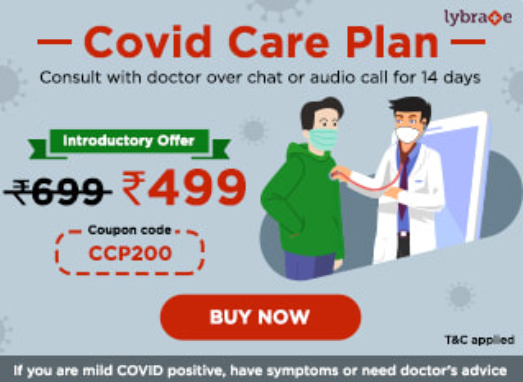 lybrate
Covid Care Plan
Consult with doctor over chat or audio call for 14 days
Introductory Offer
₹699 ₹499
Coupon code
CCP200
BUY NOW
T&C applied
If you are mild COVID positive, have symptoms or need doctor's advice